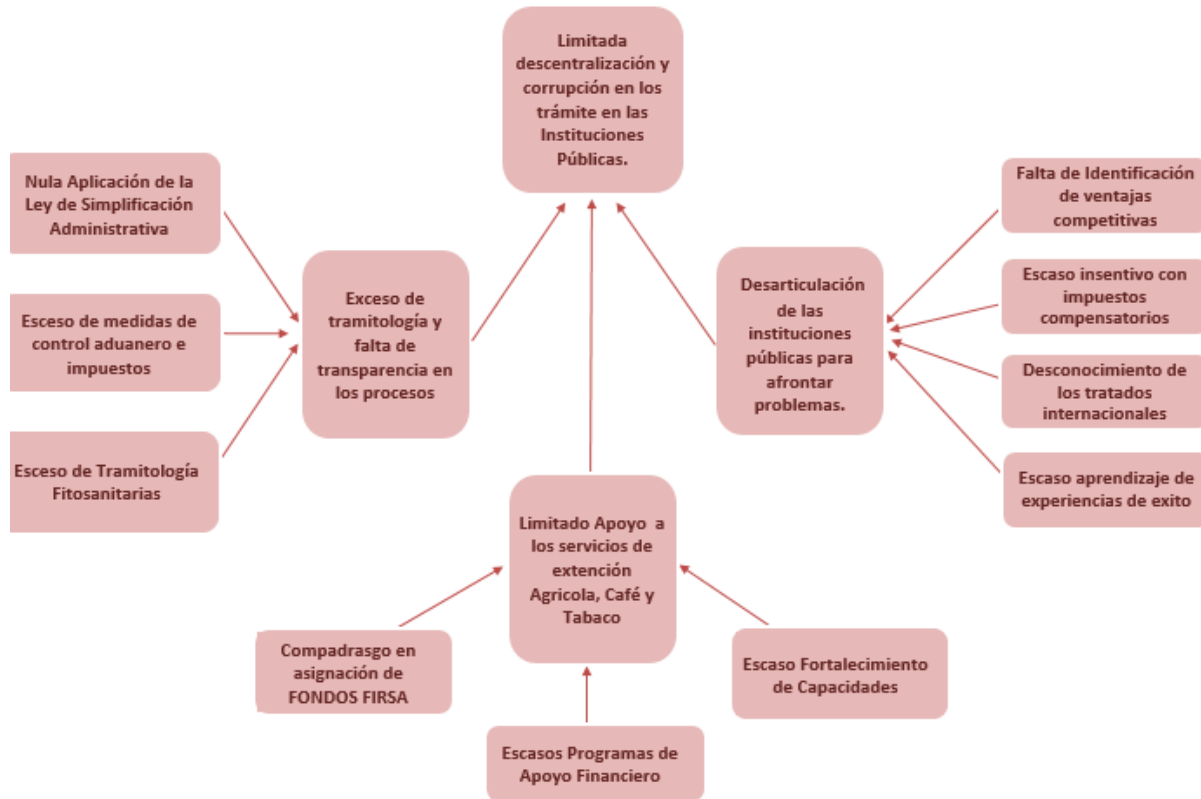 Limitada
descentralización y
corrupción en los
trámite en las
Instituciones
Públicas.
Nula Aplicación de la
Ley de Simplificación
Administrativa
Esceso de medidas de
control aduanero e
impuestos
Esceso de Tramitología
Fitosanitarias
Exceso de
tramitología y
falta de
transparencia en
los procesos
Desarticulación
de las
instituciones
públicas para
afrontar
problemas.
Falta de Identificación
de ventajas
competitivas
Escaso insentivo con
impuestos
compensatorios
Desconocimiento de
los tratados
internacionales
Escaso aprendizaje de
experiencias de exito
Limitado Apoyo a
los servicios de
extención
Agricola, Café y
Tabaco
Compadrasgo en
asignación de
FONDOS FIRSA
Escasos Programas de
Apoyo Financiero
Escaso Fortalecimiento
de Capacidades